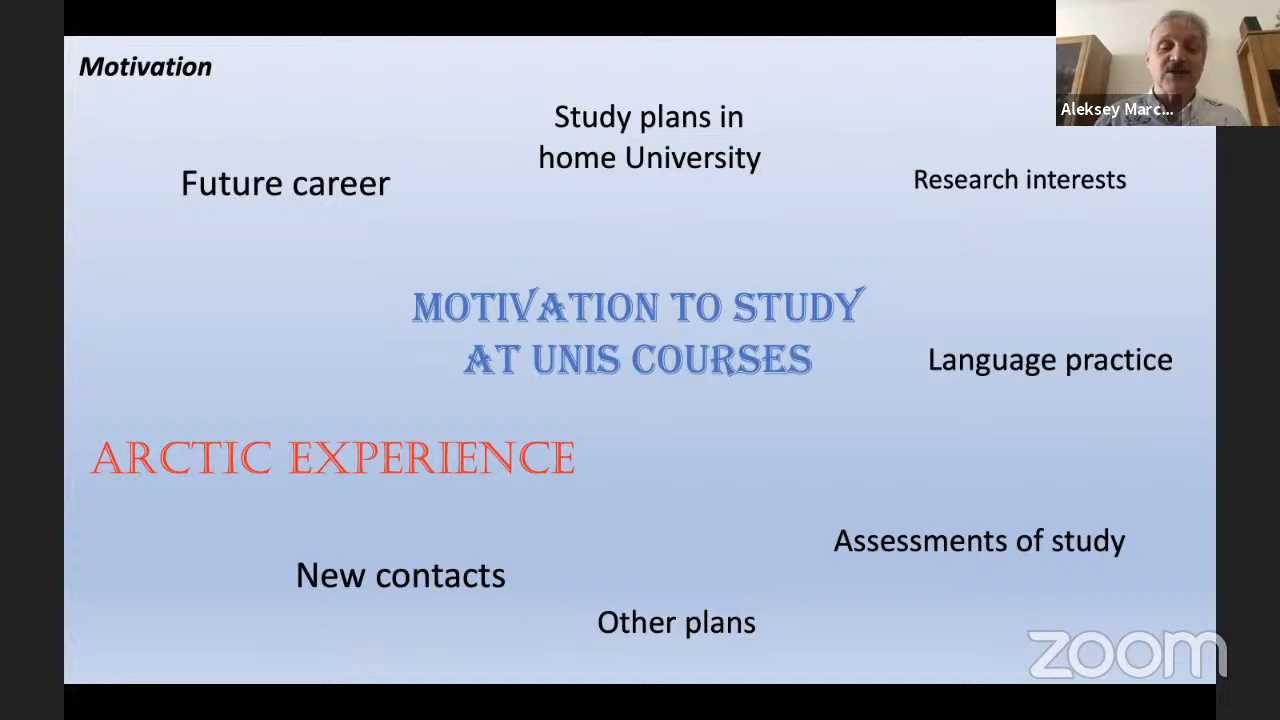 Motivation
Aleksey Marc...
Study plans in
home University
Future career
Research interests
MOTIVATION TO STUDY
AT UNIS COURSES
Language practice
ARCTIC EXPERIENCE
Assessments of study
New contacts
Other plans
zoom